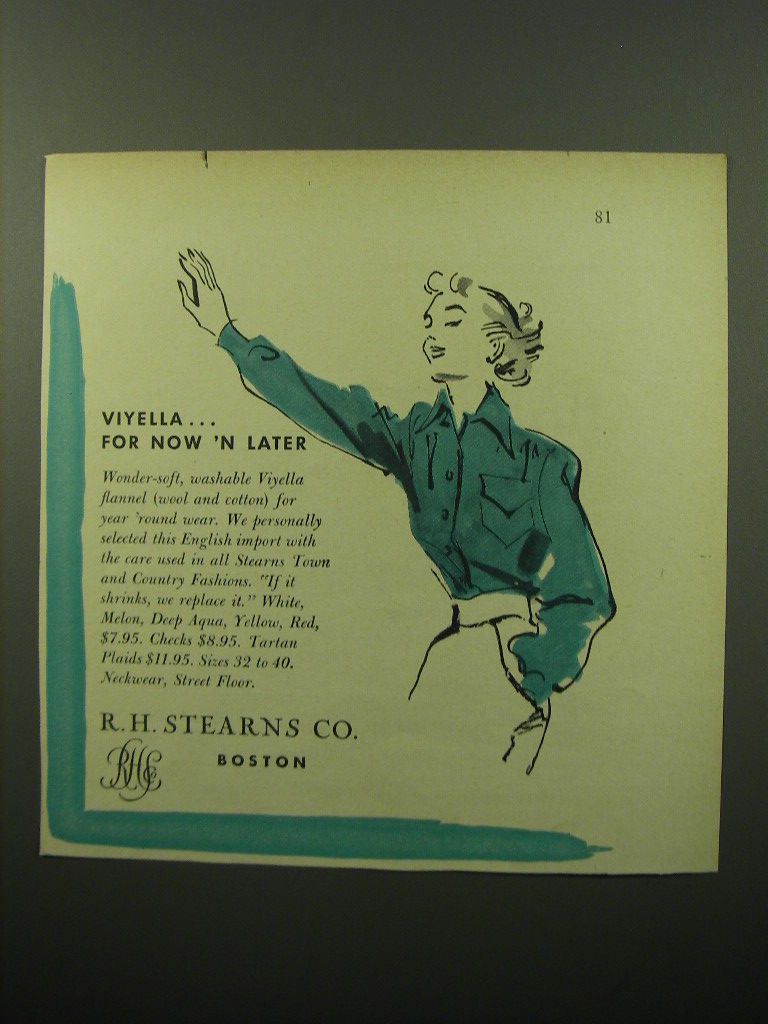 81
VIYELLA...
FOR NOW 'N LATER
Wonder-soft, washable Viyella
flannel (wool and cotton) for
year 'round wear. We personally
selected this English import with
the care used in all Stearns Town
and Country Fashions. "If it
shrinks, we replace it." White,
Melon, Deep Aqua, Yellow, Red,
$7.95. Checks $8.95. Tartan
Plaids $11.95. Sizes 32 to 40.
Neckwear, Street Floor.
R.H. STEARNS CO.
RHSCo
BOSTON